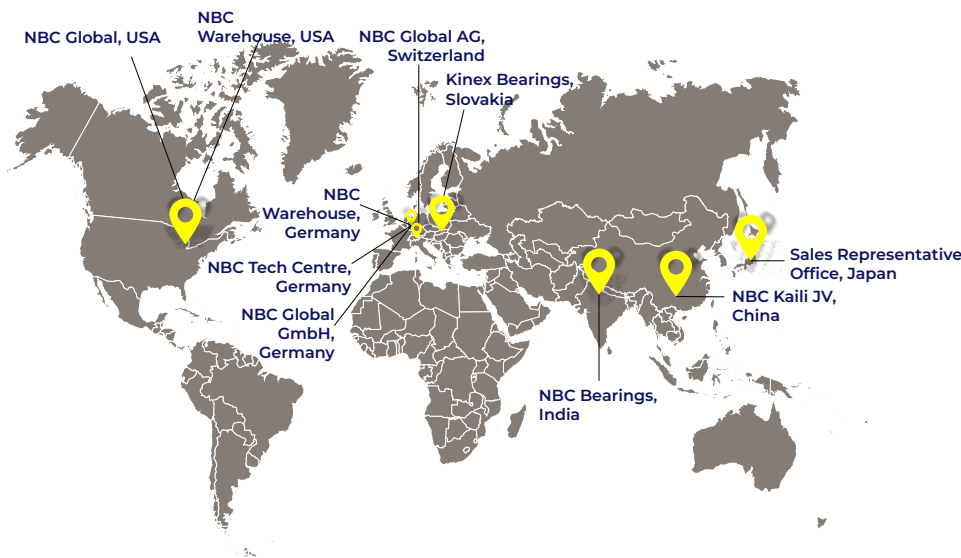 NBC Global, USA
NBC
Warehouse, USA
NBC Global AG,
Switzerland
Kinex Bearings,
Slovakia
NBC
Warehouse,
Germany
NBC Tech Centre,
Germany
NBC Global
GmbH,
Germany
Sales Representative
Office, Japan
NBC Kaili JV,
China
NBC Bearings,
India